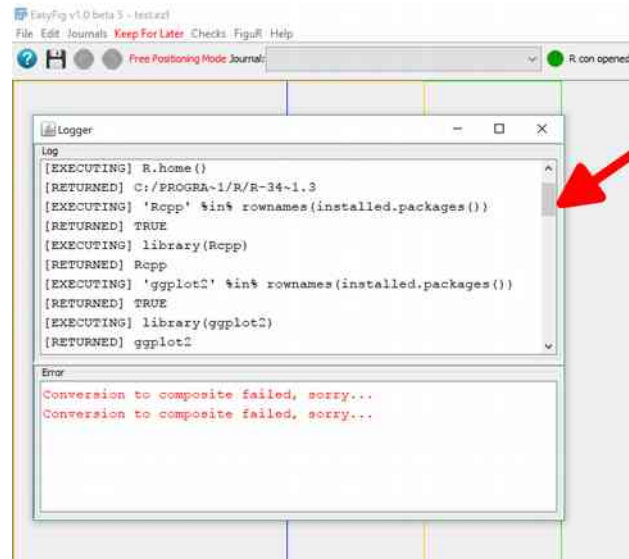 EasyFig v1.0 beta 5 - test.ezf
File Edit Journals Keep For Later Checks FiguR Help
Free Positioning Mode Journal:
R con opened
Logger
Log
[EXECUTING] R.home()
[RETURNED] C:/PROGRA~1/R/R-34~1.3
[EXECUTING] 'Rcpp' %in% rownames(installed.packages())
[RETURNED] TRUE
[EXECUTING] library(Rcpp)
[RETURNED] Rcpp
[EXECUTING] 'ggplot2' %in% rownames(installed.packages())
[RETURNED] TRUE
[EXECUTING] library(ggplot2)
[RETURNED] ggplot2
Error
Conversion to composite failed, sorry...
Conversion to composite failed, sorry...